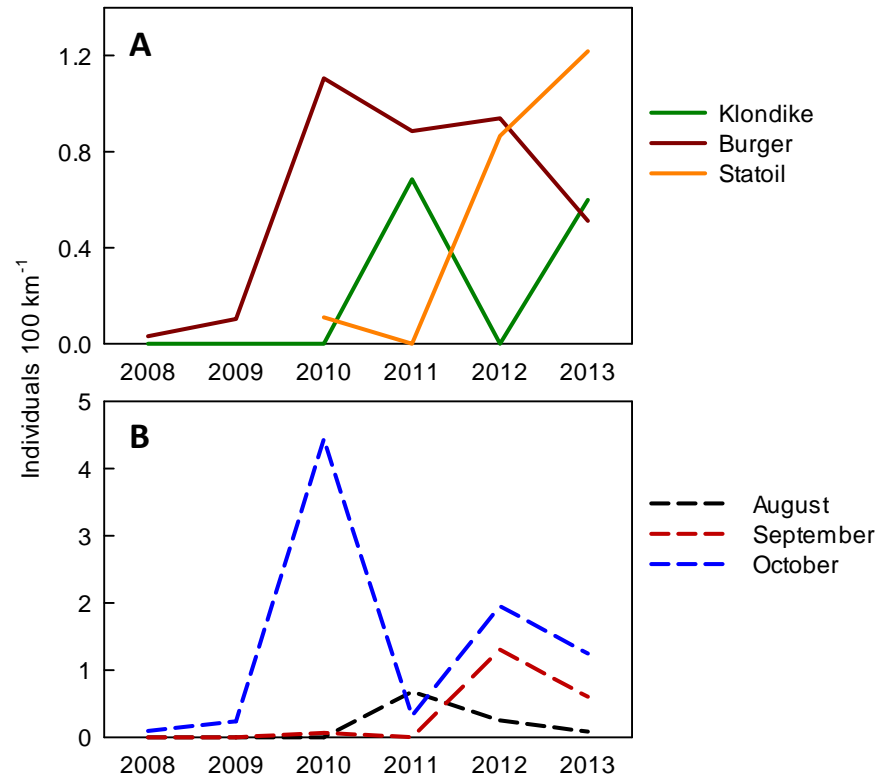 A
1.2
0.8
0.4
0.0
2008 2009 2010 2011 2012 2013
Klondike
Burger
Statoil
Individuals 100 km⁻¹
B
5
4
3
2
1
0
2008 2009 2010 2011 2012 2013
August
September
October